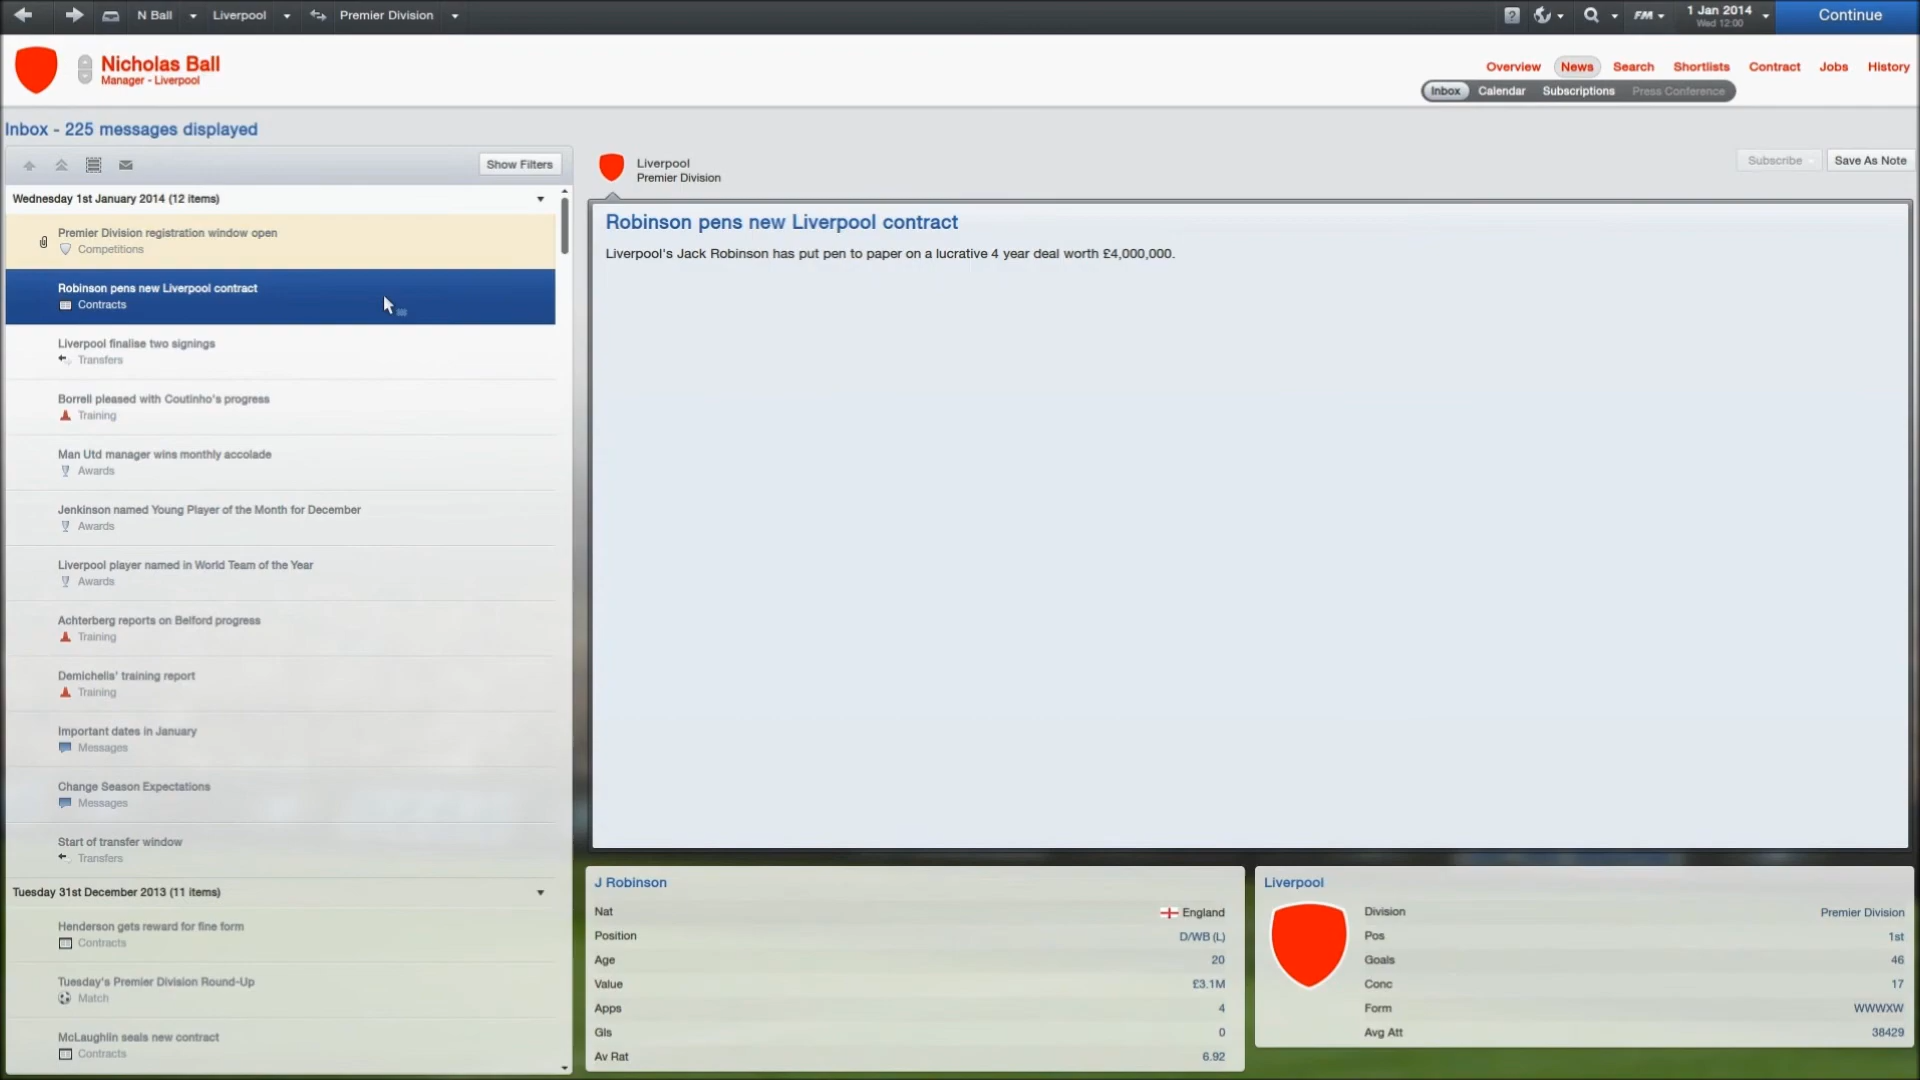 N Ball
Liverpool
Premier Division
?
FM
1 Jan 2014
Wed 12:00
Continue
Nicholas Ball
Manager - Liverpool
Overview
News
Search
Shortlists
Contract
Jobs
History
Inbox
Calendar
Subscriptions
Press Conference
Inbox - 225 messages displayed
Show Filters
Wednesday 1st January 2014 (12 items)
Premier Division registration window open
Competitions
Robinson pens new Liverpool contract
Contracts
Liverpool finalise two signings
Transfers
Borrell pleased with Coutinho's progress
Training
Man Utd manager wins monthly accolade
Awards
Jenkinson named Young Player of the Month for December
Awards
Liverpool player named in World Team of the Year
Awards
Achterberg reports on Belford progress
Training
Demichelis' training report
Training
Important dates in January
Messages
Change Season Expectations
Messages
Start of transfer window
Transfers
Tuesday 31st December 2013 (11 items)
Henderson gets reward for fine form
Contracts
Tuesday's Premier Division Round-Up
Match
McLaughlin seals new contract
Contracts
Liverpool
Premier Division
Subscribe
Save As Note
Robinson pens new Liverpool contract
Liverpool's Jack Robinson has put pen to paper on a lucrative 4 year deal worth £4,000,000.
J Robinson
Nat England
Position D/WB (L)
Age 20
Value £3.1M
Apps 4
Gls 0
Av Rat 6.92
Liverpool
Division Premier Division
Pos 1st
Goals 46
Conc 17
Form WWWXW
Avg Att 38429